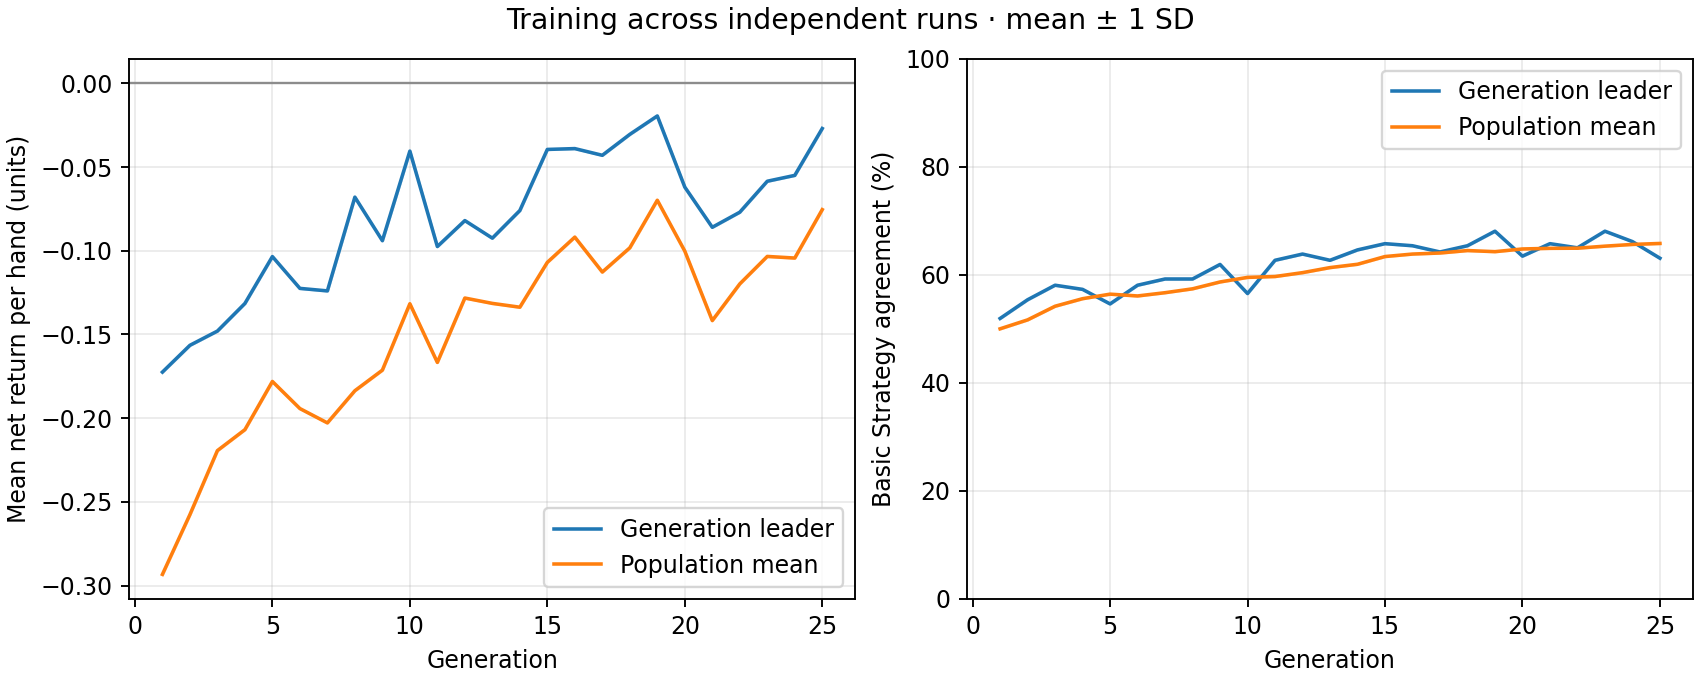 Training across independent runs · mean ± 1 SD
Mean net return per hand (units)
0.00
−0.05
−0.10
−0.15
−0.20
−0.25
−0.30
Generation leader
Population mean
0 5 10 15 20 25
Generation
Basic Strategy agreement (%)
100
80
60
40
20
0
Generation leader
Population mean
0 5 10 15 20 25
Generation